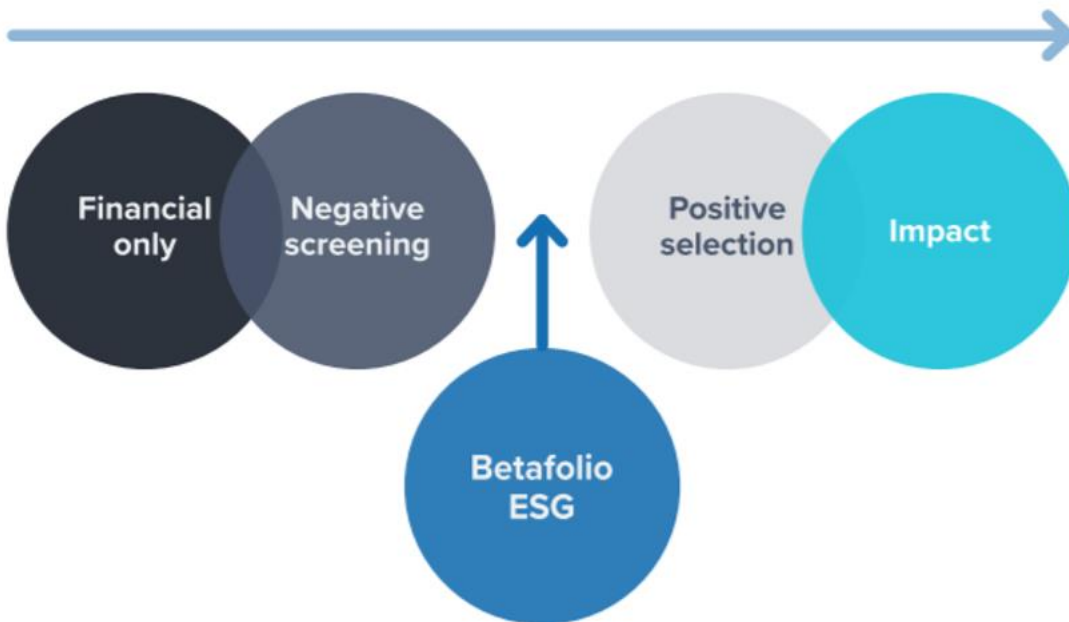 Financial
only
Negative
screening
Positive
selection
Impact
Betafolio
ESG